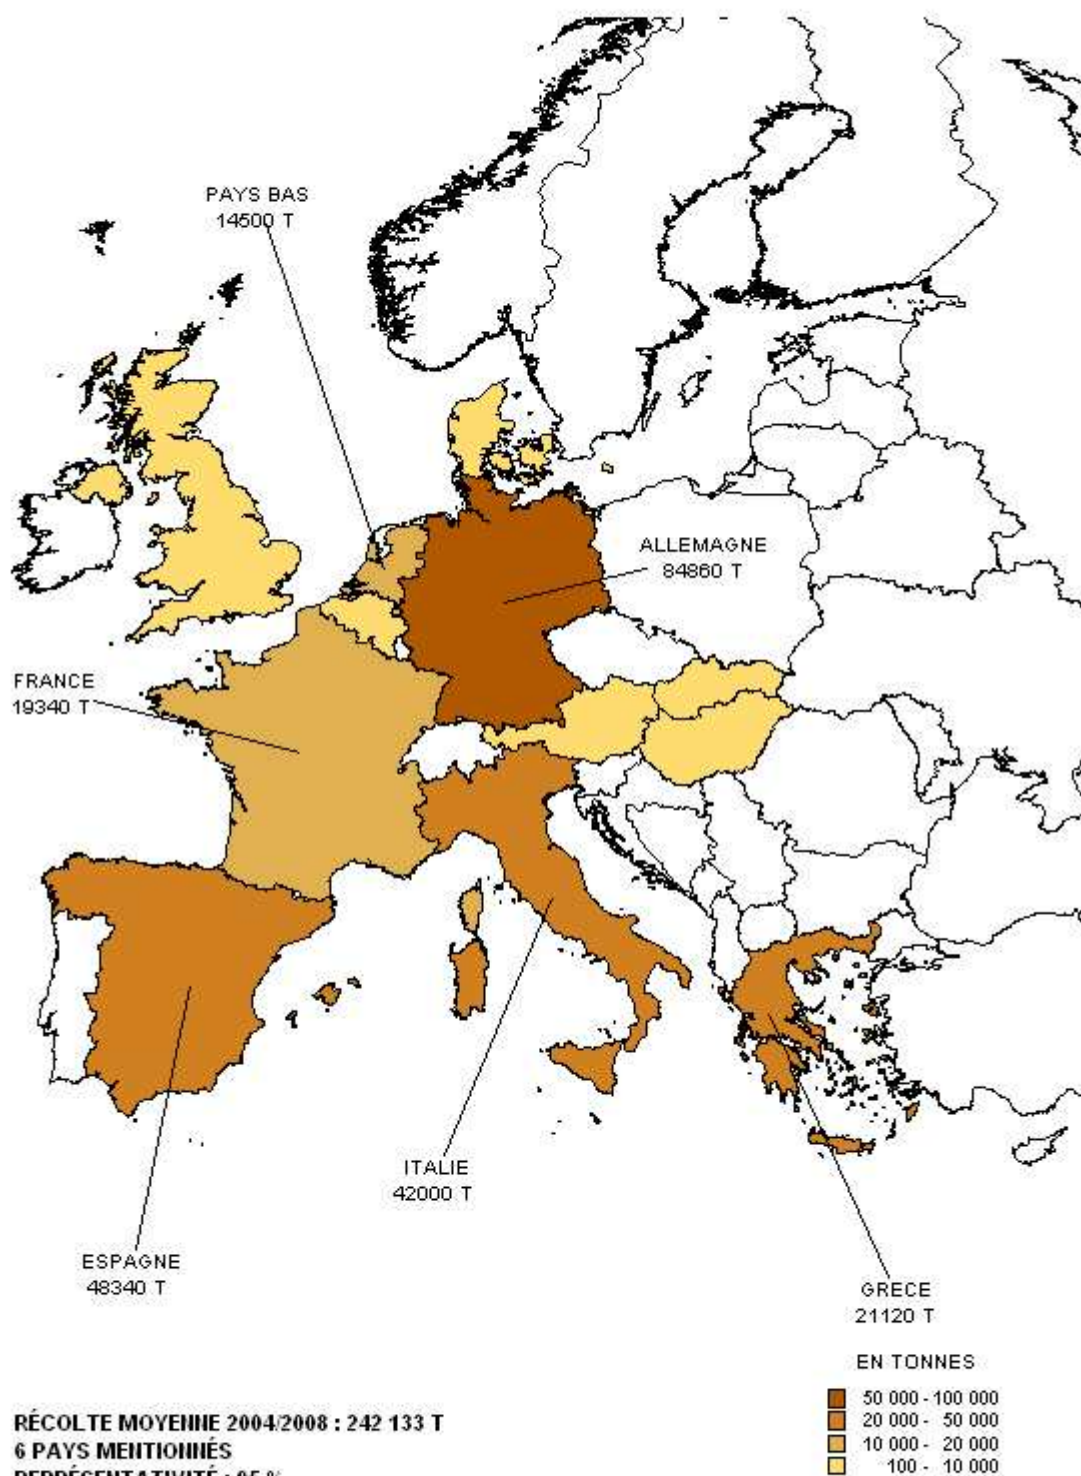 PAYS BAS
14500 T
ALLEMAGNE
84860 T
FRANCE
19340 T
ITALIE
42000 T
ESPAGNE
48340 T
GRECE
21120 T
EN TONNES
50 000 - 100 000
20 000 - 50 000
10 000 - 20 000
100 - 10 000
RÉCOLTE MOYENNE 2004/2008 : 242 133 T
6 PAYS MENTIONNÉS
REPRÉSENTATIVITÉ : 95 %